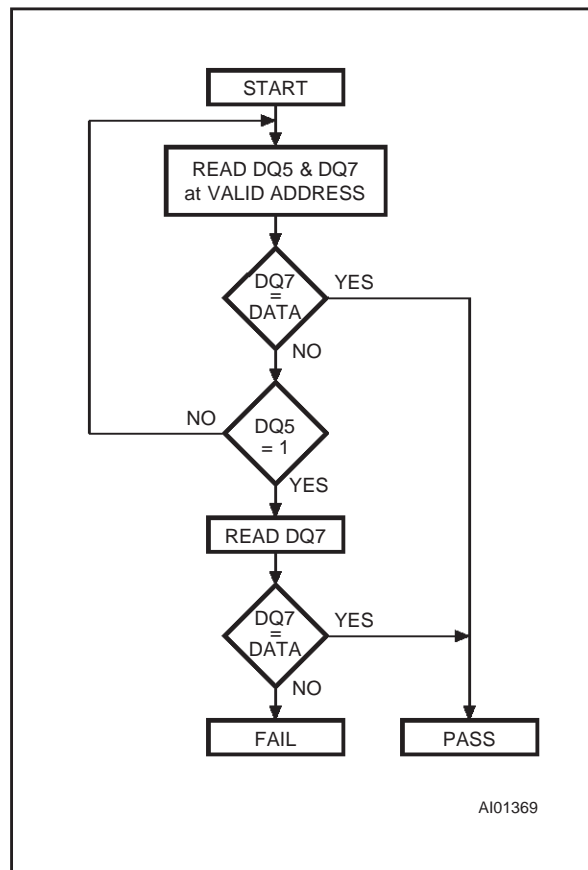 START
READ DQ5 & DQ7
at VALID ADDRESS
DQ7
=
DATA
YES
NO
NO
DQ5
= 1
YES
READ DQ7
DQ7
=
DATA
YES
NO
FAIL
PASS
AI01369